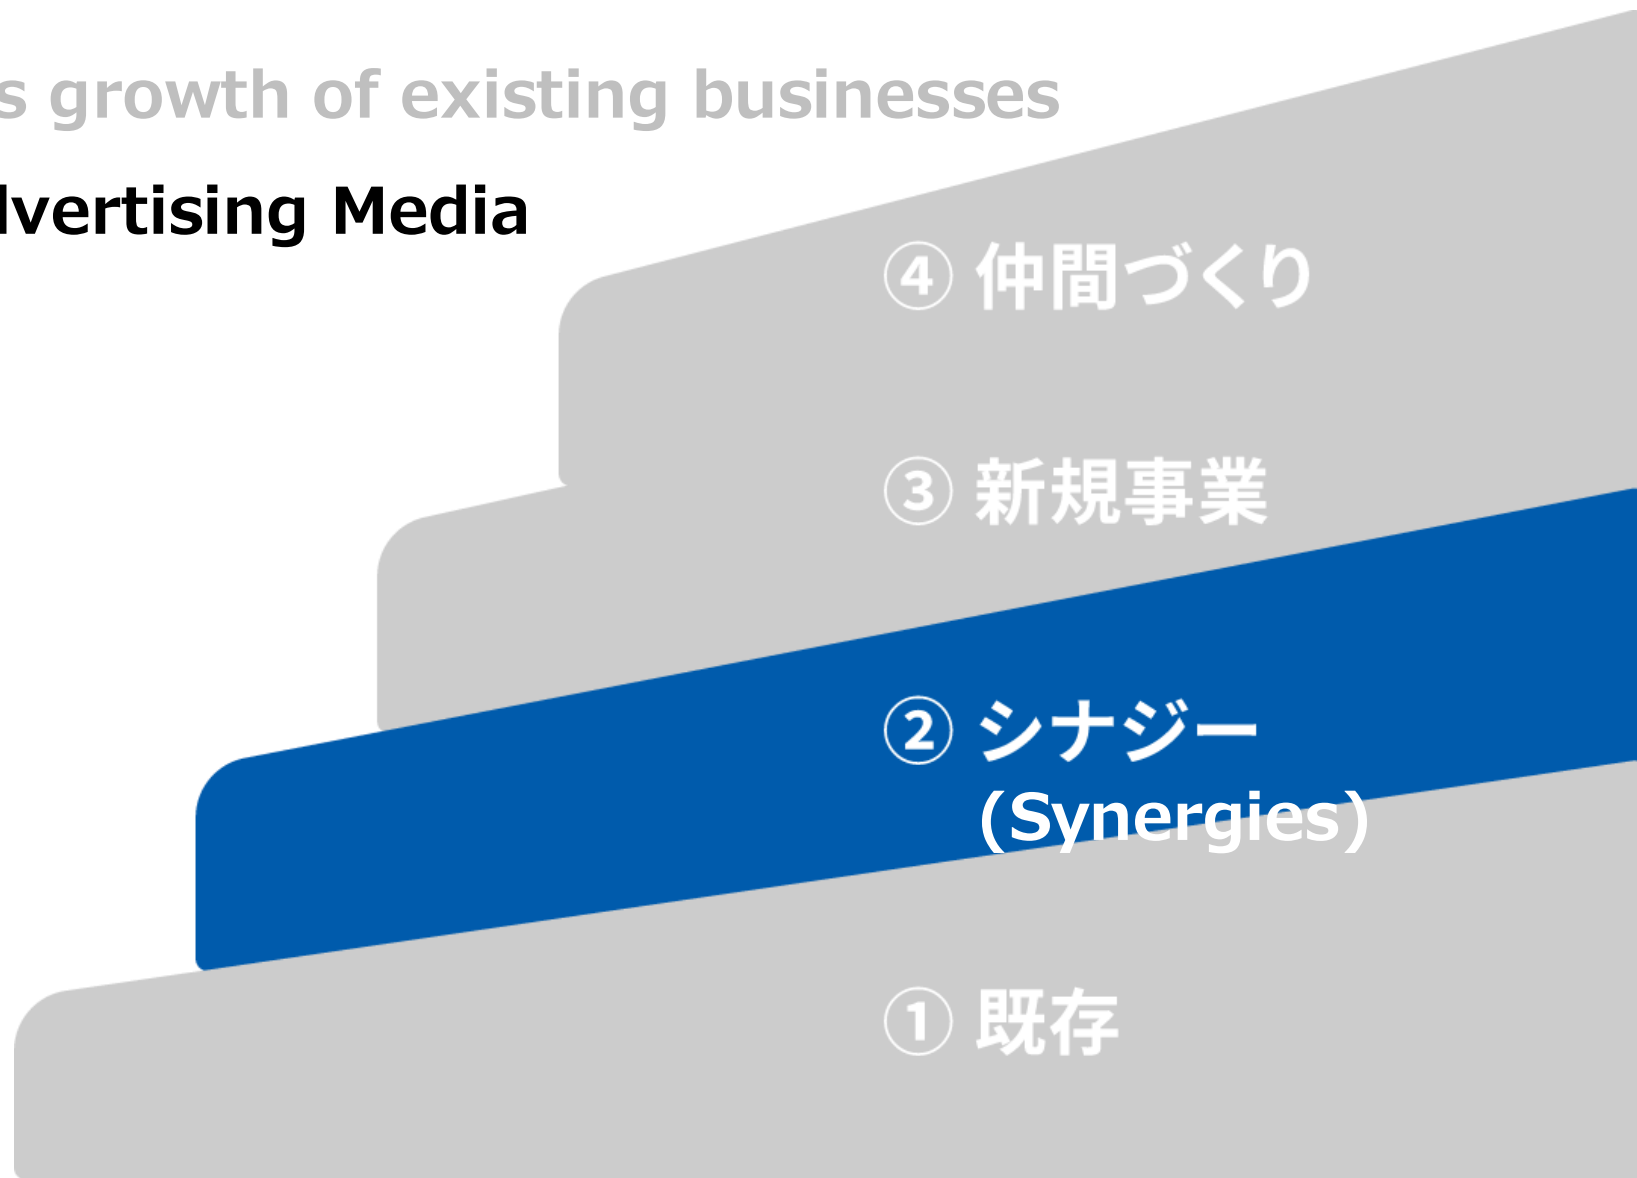 s growth of existing businesses
vertising Media
④ 仲間づくり
③ 新規事業
② シナジー
(Synergies)
① 既存